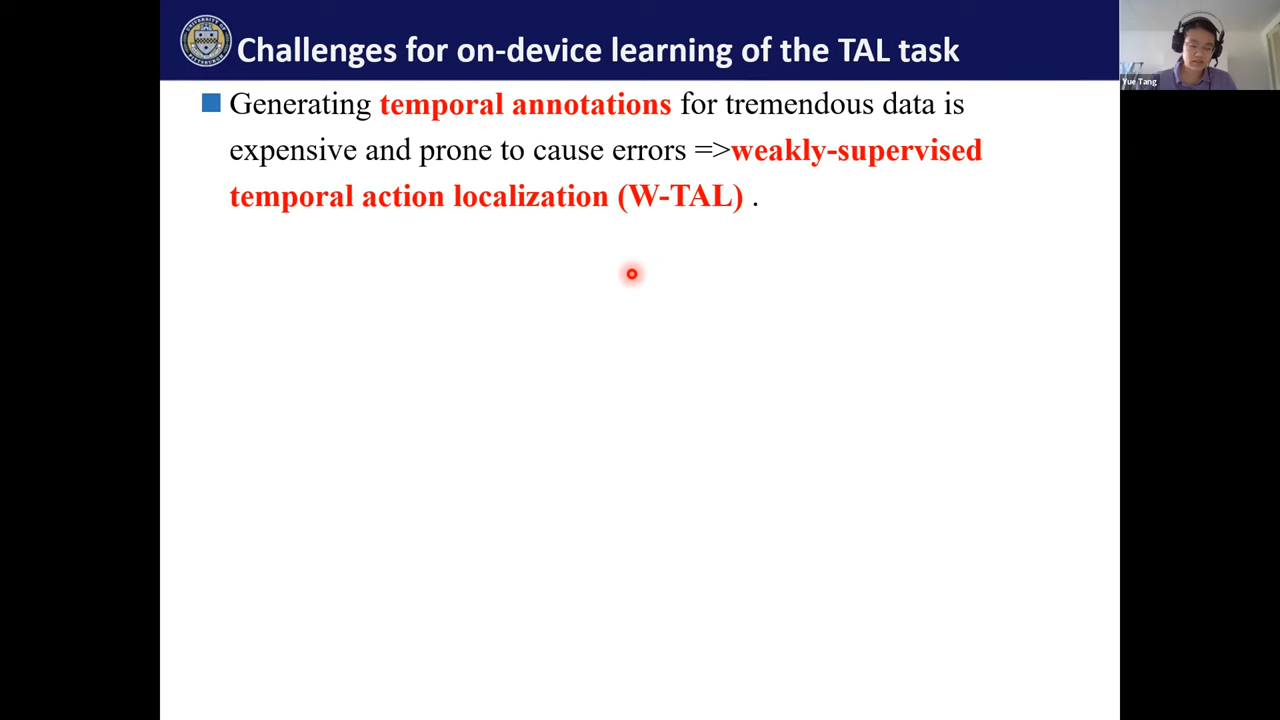 Challenges for on-device learning of the TAL task
Yue Tang
Generating temporal annotations for tremendous data is
expensive and prone to cause errors =>weakly-supervised
temporal action localization (W-TAL) .